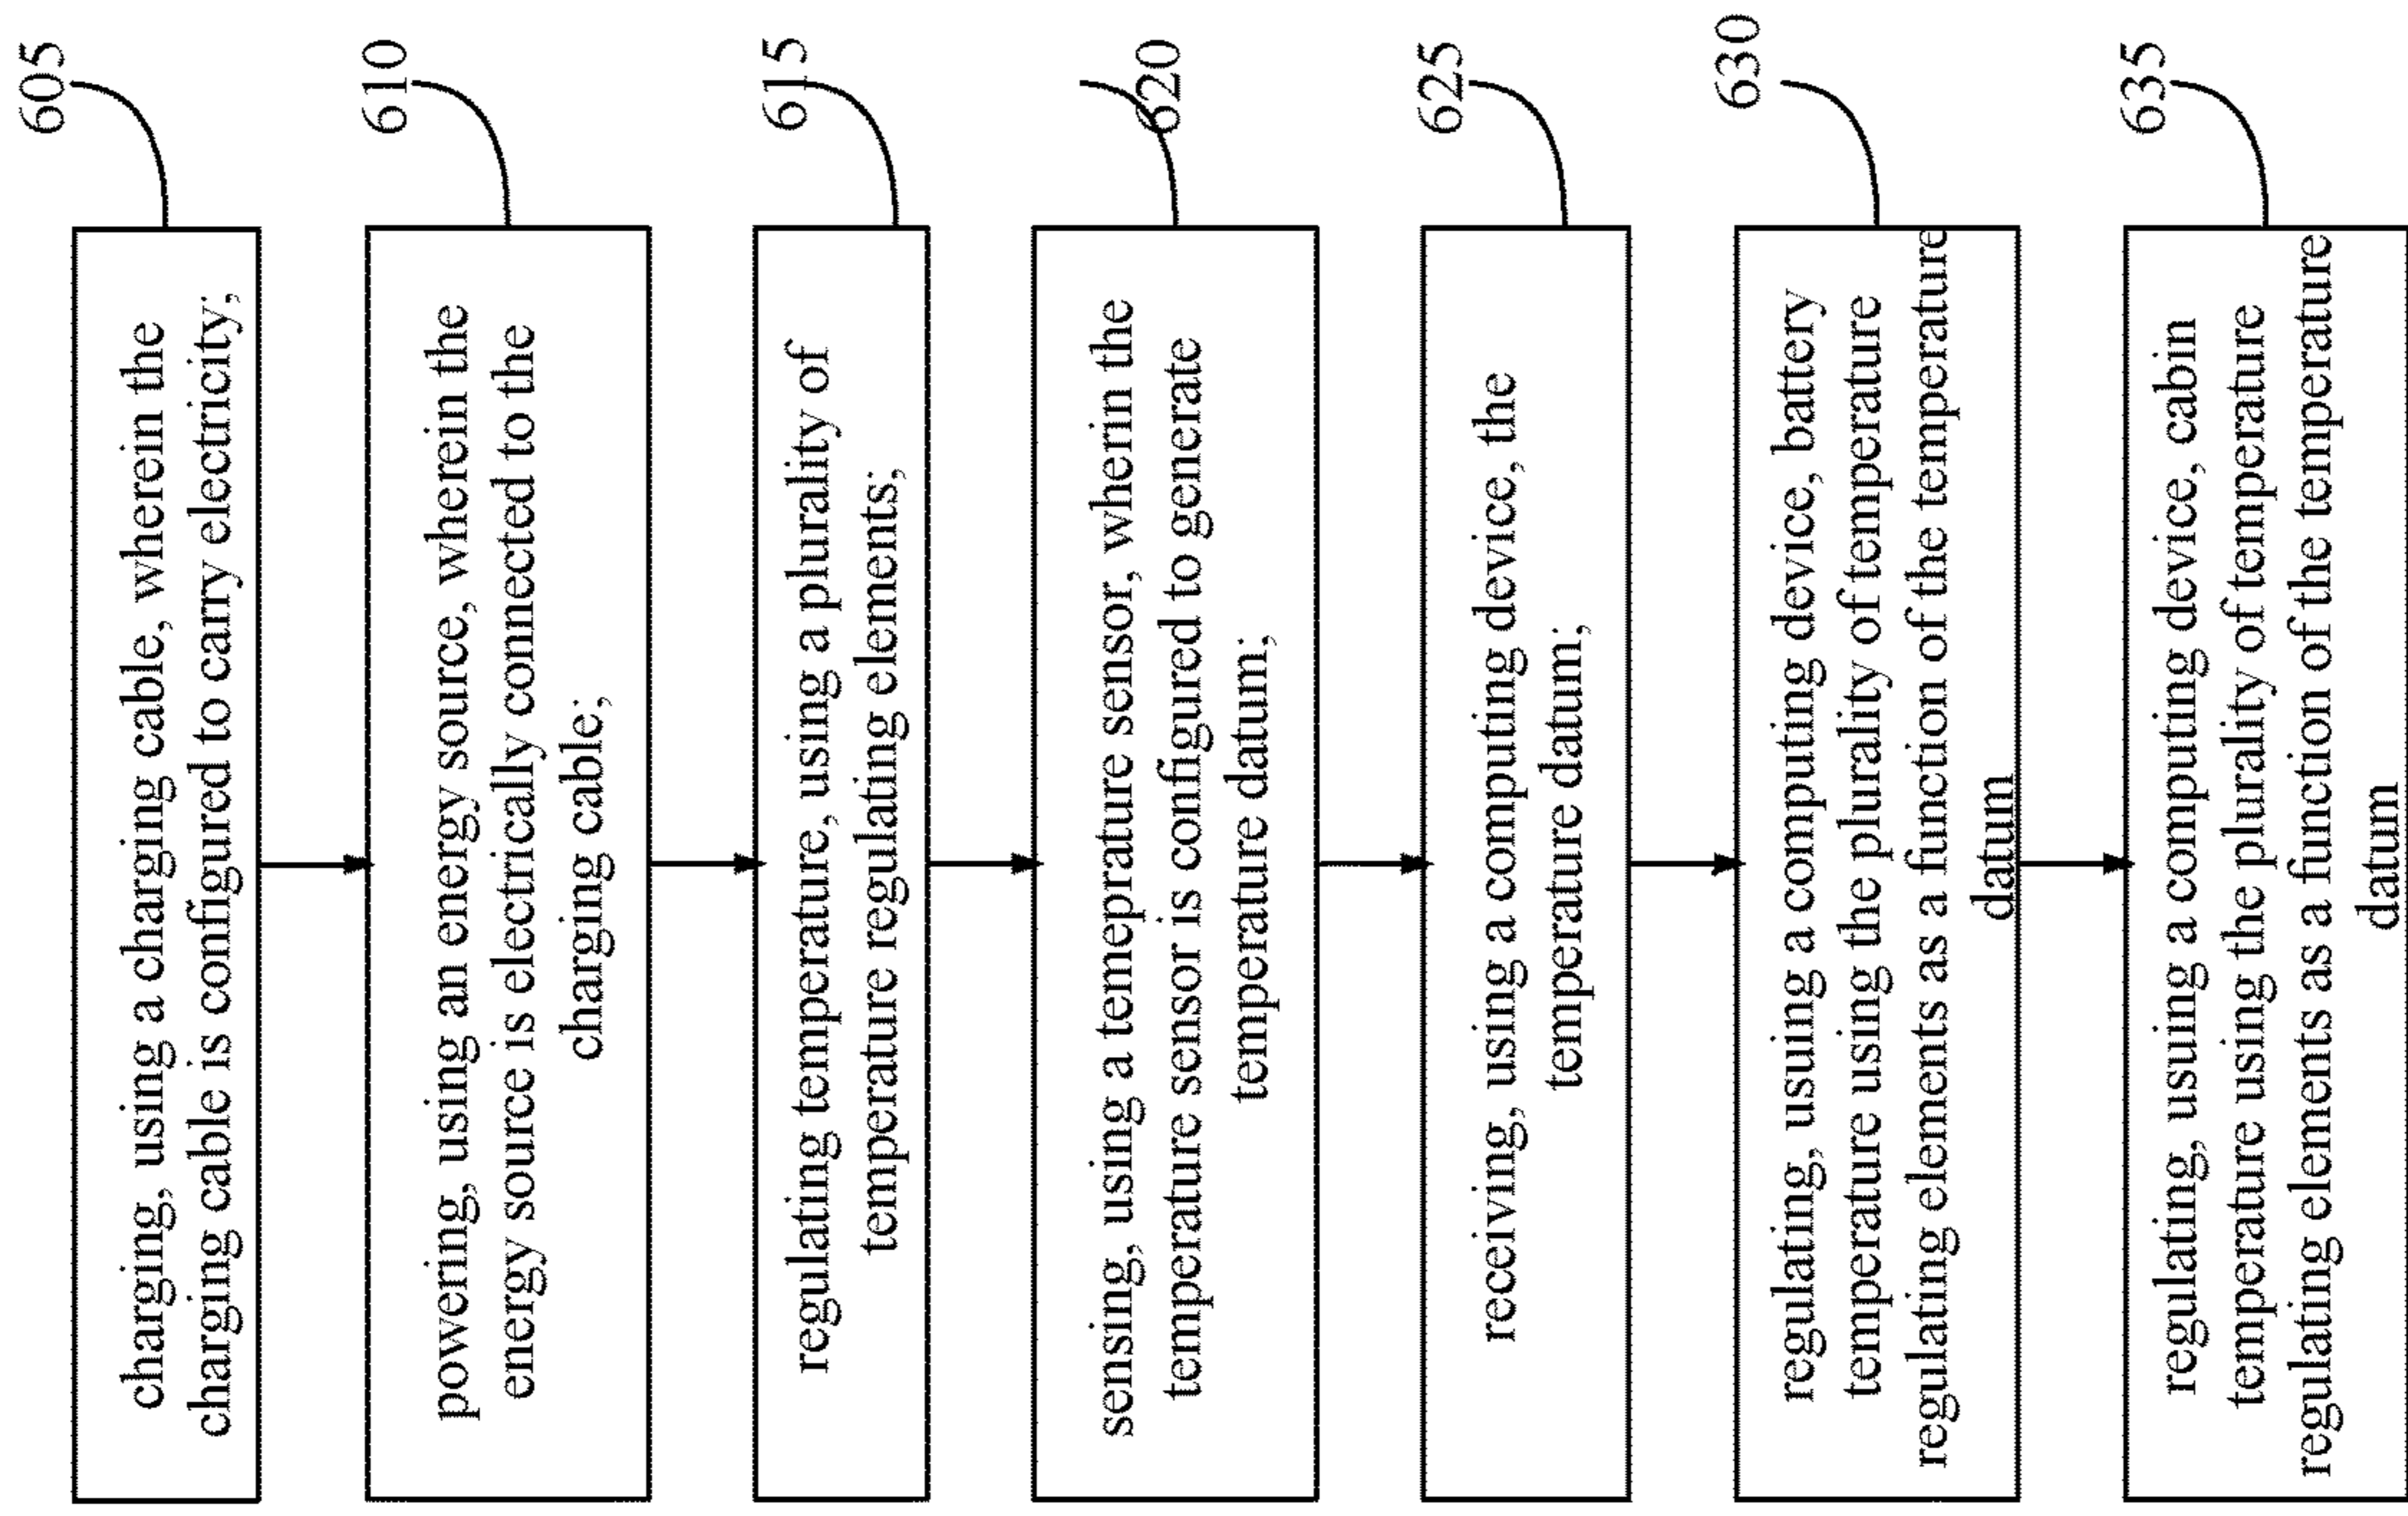 605
charging, using a charging cable, wherein the
charging cable is configured to carry electricity;
610
powering, using an energy source, wherein the
energy source is electrically connected to the
charging cable;
615
regulating temperature, using a plurality of
temperature regulating elements;
620
sensing, using a temeprature sensor, wherin the
temperature sensor is configured to generate
temperature datum;
625
receiving, using a computing device, the
temperature datum;
630
regulating, usuing a computing device, battery
temperature using the plurality of temperature
regulating elements as a function of the temperature
datum
635
regulating, usuing a computing device, cabin
temperature using the plurality of temperature
regulating elements as a function of the temperature
datum